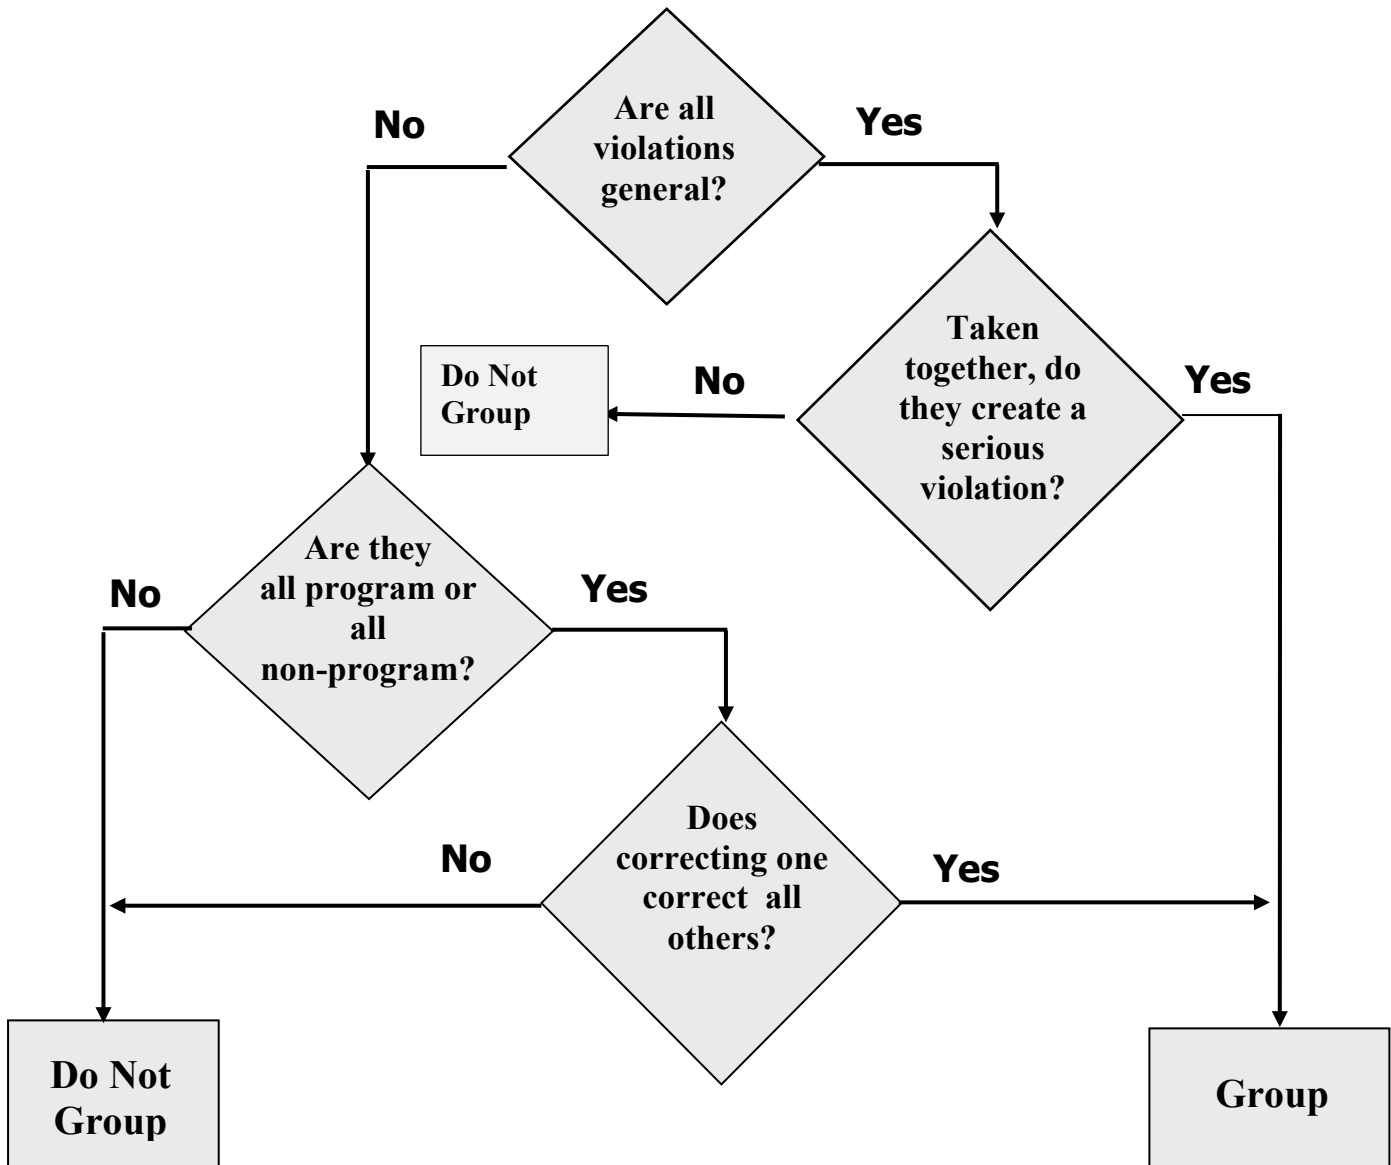 Are all
violations
general?
No
Yes
Taken
together, do
they create a
serious
violation?
No
Yes
Do Not
Group
Are they
all program or
all
non-program?
No
Yes
Does
correcting one
correct all
others?
No
Yes
Do Not
Group
Group